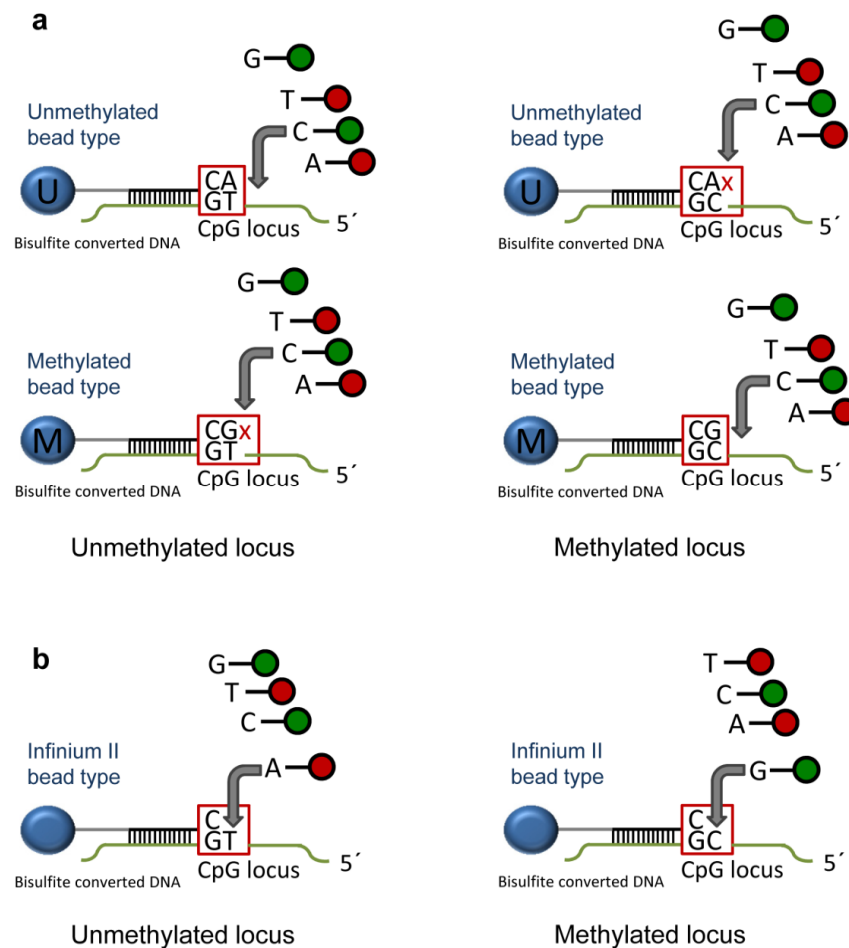 a
G
T
C
A
Unmethylated
bead type
U
CA
GT
CpG locus
5´
Bisulfite converted DNA
G
T
C
A
Unmethylated
bead type
U
CAx
GC
CpG locus
5´
Bisulfite converted DNA
G
T
C
A
Methylated
bead type
M
CGx
GT
CpG locus
5´
Bisulfite converted DNA
Unmethylated locus
G
T
C
A
Methylated
bead type
M
CG
GC
CpG locus
5´
Bisulfite converted DNA
Methylated locus
b
G
T
C
A
Infinium II
bead type
C
GT
CpG locus
5´
Bisulfite converted DNA
Unmethylated locus
T
C
A
G
Infinium II
bead type
C
GC
CpG locus
5´
Bisulfite converted DNA
Methylated locus